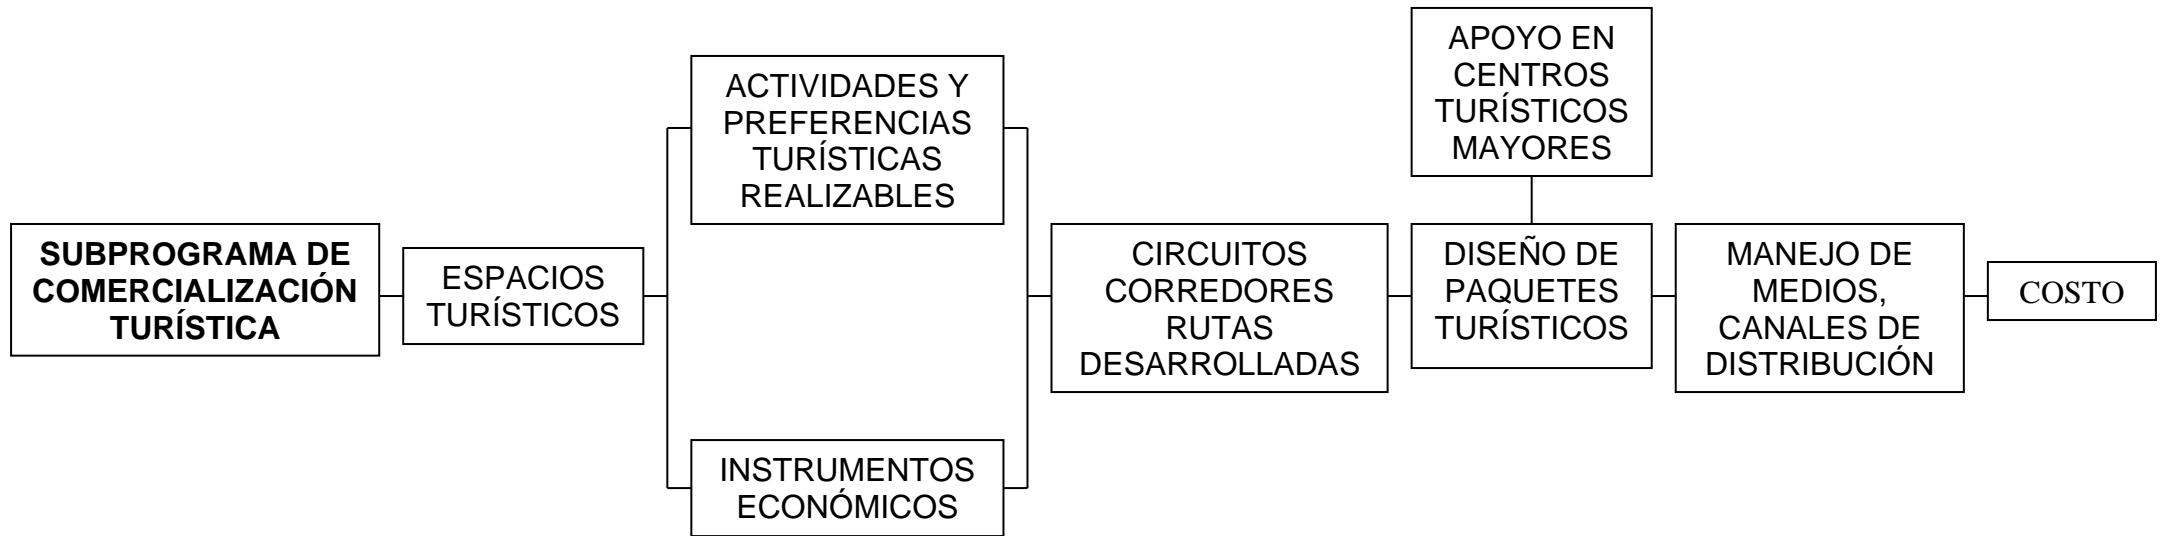 SUBPROGRAMA DE
COMERCIALIZACIÓN
TURÍSTICA
ESPACIOS
TURÍSTICOS
ACTIVIDADES Y
PREFERENCIAS
TURÍSTICAS
REALIZABLES
INSTRUMENTOS
ECONÓMICOS
CIRCUITOS
CORREDORES
RUTAS
DESARROLLADAS
APOYO EN
CENTROS
TURÍSTICOS
MAYORES
DISEÑO DE
PAQUETES
TURÍSTICOS
MANEJO DE
MEDIOS,
CANALES DE
DISTRIBUCIÓN
COSTO